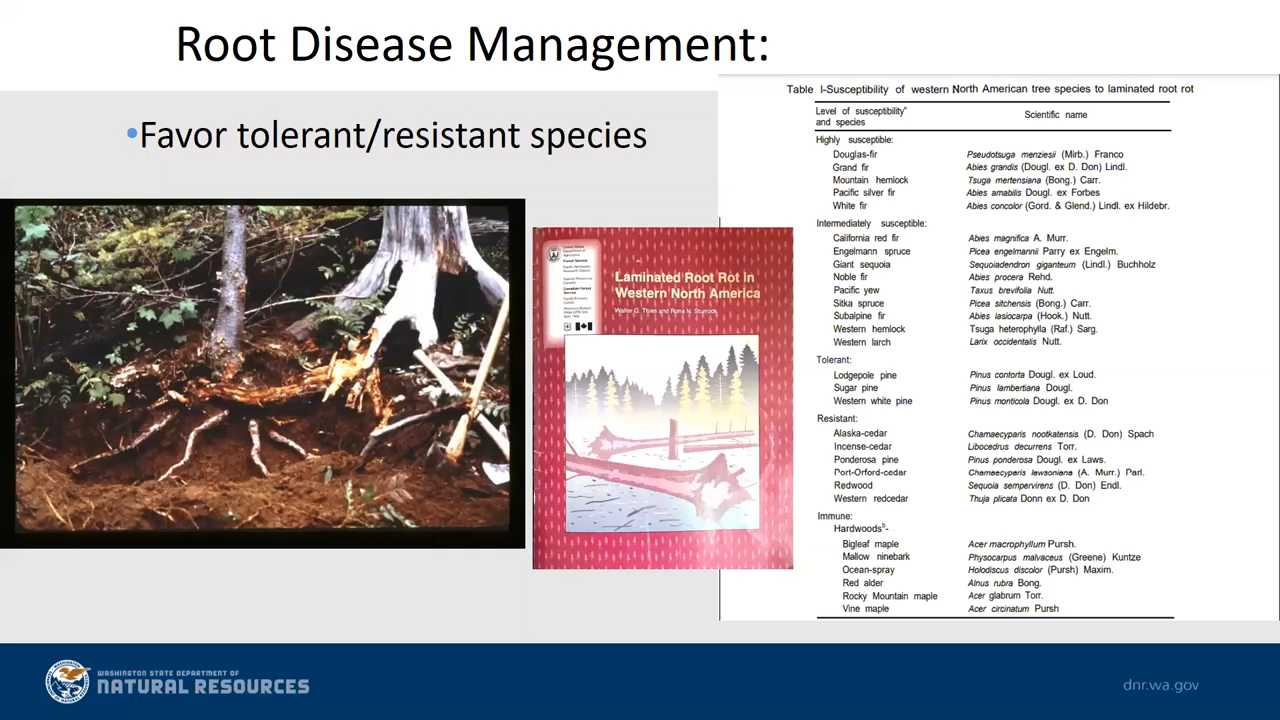 Root Disease Management:
•Favor tolerant/resistant species
United States
Department of
Agriculture
Forest Service
Pacific Northwest
Research Station
Natural Resources
Canada
Canadian Forest
Service
Pacific Forestry
Centre
Laminated Root Rot in
Western North America
Walter G. Thies and Rona N. Sturrock
Table I-Susceptibility of western North American tree species to laminated root rot
Level of susceptibility" Scientific name
and species
Highly susceptible:
Douglas-fir Pseudotsuga menziesii (Mirb.) Franco
Grand fir Abies grandis (Dougl. ex D. Don) Lindl.
Mountain hemlock Tsuga mertensiana (Bong.) Carr.
Pacific silver fir Abies amabilis Dougl. ex Forbes
White fir Abies concolor (Gord. & Glend.) Lindl. ex Hildebr.
Intermediately susceptible:
California red fir Abies magnifica A. Murr.
Engelmann spruce Picea engelmannii Parry ex Engelm.
Giant sequoia Sequoiadendron giganteum (Lindl.) Buchholz
Noble fir Abies procera Rehd.
Pacific yew Taxus brevifolia Nutt.
Sitka spruce Picea sitchensis (Bong.) Carr.
Subalpine fir Abies lasiocarpa (Hook.) Nutt.
Western hemlock Tsuga heterophylla (Raf.) Sarg.
Western larch Larix occidentalis Nutt.
Tolerant:
Lodgepole pine Pinus contorta Dougl. ex Loud.
Sugar pine Pinus lambertiana Dougl.
Western white pine Pinus monticola Dougl. ex D. Don
Resistant:
Alaska-cedar Chamaecyparis nootkatensis (D. Don) Spach
Incense-cedar Libocedrus decurrens Torr.
Ponderosa pine Pinus ponderosa Dougl. ex Laws.
Port-Orford-cedar Chamaecyparis lawsoniana (A. Murr.) Parl.
Redwood Sequoia sempervirens (D. Don) Endl.
Western redcedar Thuja plicata Donn ex D. Don
Immune:
Hardwoodsᵇ-
Bigleaf maple Acer macrophyllum Pursh.
Mallow ninebark Physocarpus malvaceus (Greene) Kuntze
Ocean-spray Holodiscus discolor (Pursh) Maxim.
Red alder Alnus rubra Bong.
Rocky Mountain maple Acer glabrum Torr.
Vine maple Acer circinatum Pursh
WASHINGTON STATE DEPARTMENT OF
NATURAL RESOURCES
dnr.wa.gov